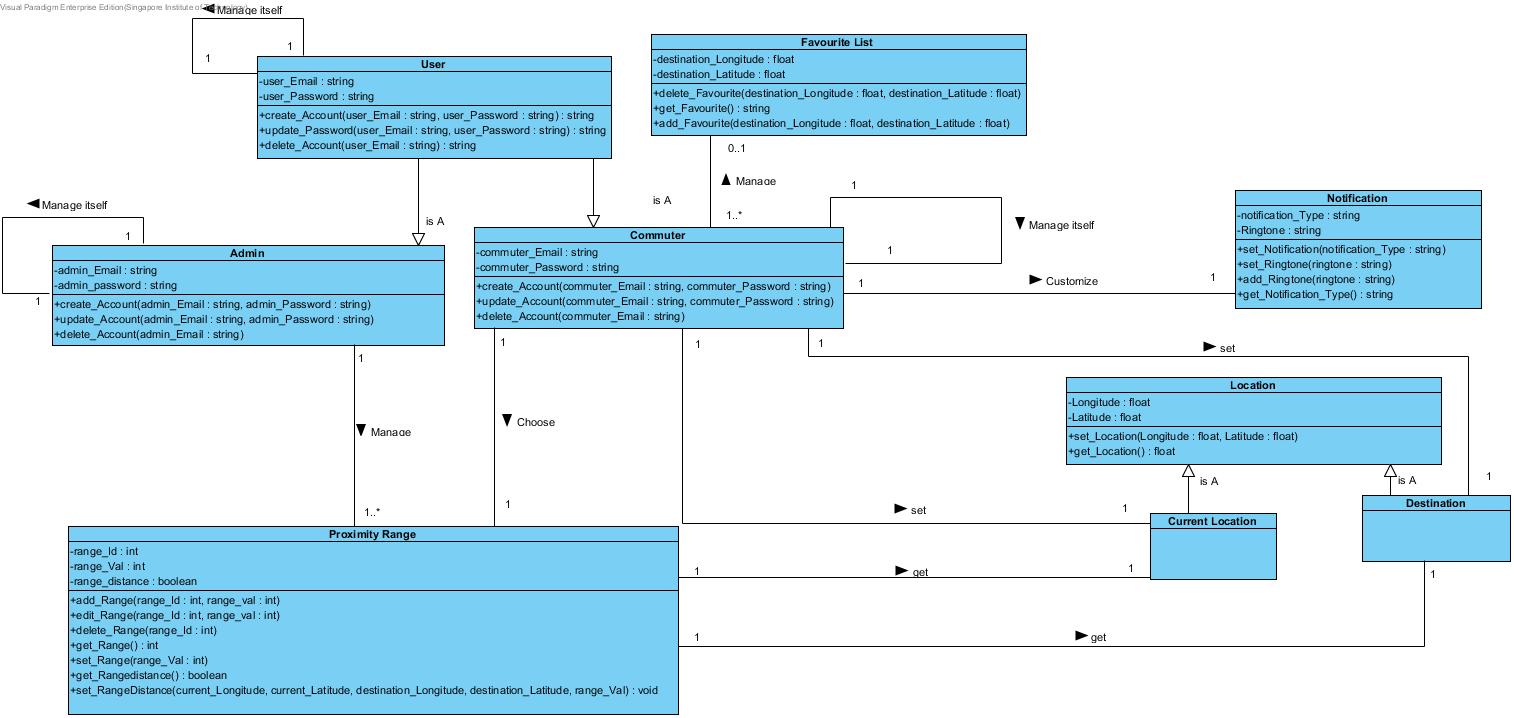 Visual Paradigm Enterprise Edition(Singapore Institute of
Manage itself
1
1
User
-user_Email : string
-user_Password : string
+create_Account(user_Email : string, user_Password : string) : string
+update_Password(user_Email : string, user_Password : string) : string
+delete_Account(user_Email : string) : string
Favourite List
-destination_Longitude : float
-destination_Latitude : float
+delete_Favourite(destination_Longitude : float, destination_Latitude : float)
+get_Favourite() : string
+add_Favourite(destination_Longitude : float, destination_Latitude : float)
0..1
Manage
1..*
is A
is A
Manage itself
1
1
Admin
-admin_Email : string
-admin_password : string
+create_Account(admin_Email : string, admin_Password : string)
+update_Account(admin_Email : string, admin_Password : string)
+delete_Account(admin_Email : string)
Commuter
-commuter_Email : string
-commuter_Password : string
+create_Account(commuter_Email : string, commuter_Password : string)
+update_Account(commuter_Email : string, commuter_Password : string)
+delete_Account(commuter_Email : string)
1
1
Manage itself
1
Customize
1
Notification
-notification_Type : string
-Ringtone : string
+set_Notification(notification_Type : string)
+set_Ringtone(ringtone : string)
+add_Ringtone(ringtone : string)
+get_Notification_Type() : string
1
Manage
1..*
1
Choose
1
1
set
1
1
set
1
Location
-Longitude : float
-Latitude : float
+set_Location(Longitude : float, Latitude : float)
+get_Location() : float
is A
is A
Current Location
Destination
Proximity Range
-range_Id : int
-range_Val : int
-range_distance : boolean
+add_Range(range_Id : int, range_val : int)
+edit_Range(range_Id : int, range_val : int)
+delete_Range(range_Id : int)
+get_Range() : int
+set_Range(range_Val : int)
+get_Rangedistance() : boolean
+set_RangeDistance(current_Longitude, current_Latitude, destination_Longitude, destination_Latitude, range_Val) : void
1
get
1
1
get
1